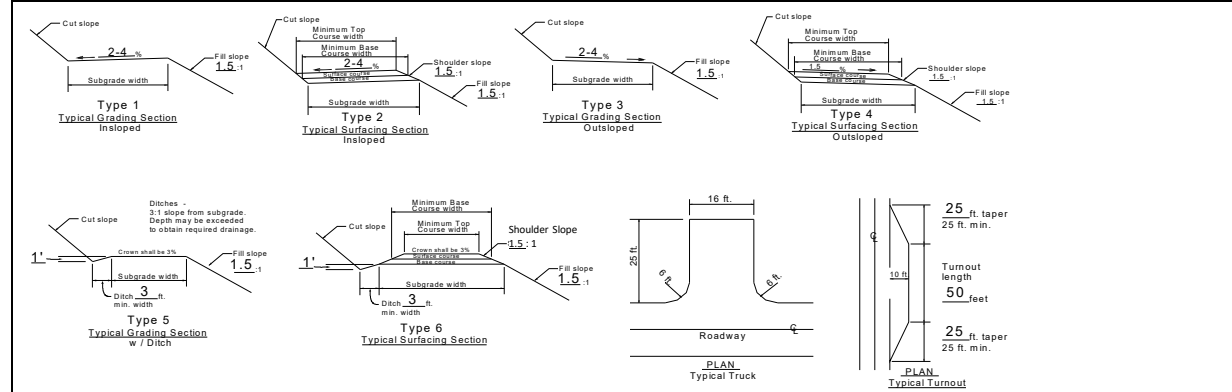 Cut slope
2-4 %
Fill slope
1.5 :1
Subgrade width
Type 1
Typical Grading Section
Insloped
Cut slope
Minimum Top
Course width
Minimum Base
Course width
2-4 %
Surface course
Base course
Shoulder slope
1.5 :1
Fill slope
1.5 :1
Subgrade width
Type 2
Typical Surfacing Section
Insloped
Cut slope
2-4 %
Fill slope
1.5 :1
Subgrade width
Type 3
Typical Grading Section
Outsloped
Cut slope
Minimum Top
Course width
Minimum Base
Course width
1.5 %
Surface course
Base course
Shoulder slope
1.5 :1
Fill slope
1.5 :1
Subgrade width
Type 4
Typical Surfacing Section
Outsloped
Ditches -
3:1 slope from subgrade.
Depth may be exceeded
to obtain required drainage.
Cut slope
1'
Crown shall be 3%
Fill slope
1.5 :1
Subgrade width
Ditch 3 ft.
min. width
Type 5
Typical Grading Section
w / Ditch
Cut slope
Minimum Base
Course width
Minimum Top
Course width
Shoulder Slope
1.5 : 1
Crown shall be 3%
Surface course
Base course
1'
Fill slope
1.5 :1
Subgrade width
Ditch 3 ft.
min. width
Type 6
Typical Surfacing Section
16 ft.
25 ft.
6 ft.
6 ft.
℄
Roadway
PLAN
Typical Truck
℄
25 ft. taper
25 ft. min.
10 ft.
Turnout
length
50 feet
25 ft. taper
25 ft. min.
PLAN
Typical Turnout